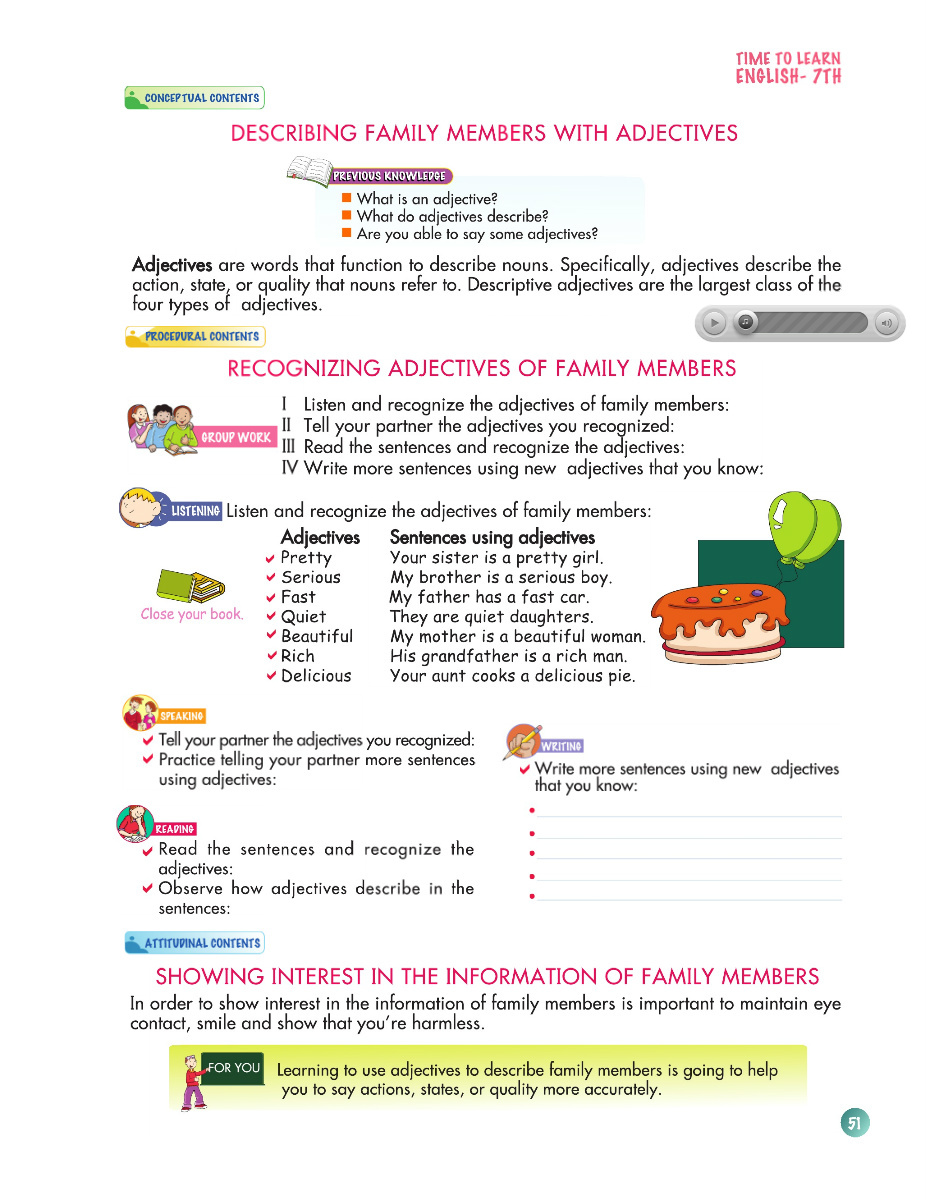 TIME TO LEARN
ENGLISH- 7TH
CONCEPTUAL CONTENTS
DESCRIBING FAMILY MEMBERS WITH ADJECTIVES
PREVIOUS KNOWLEDGE
What is an adjective?
What do adjectives describe?
Are you able to say some adjectives?
Adjectives are words that function to describe nouns. Specifically, adjectives describe the
action, state, or quality that nouns refer to. Descriptive adjectives are the largest class of the
four types of adjectives.
PROCEDURAL CONTENTS
RECOGNIZING ADJECTIVES OF FAMILY MEMBERS
GROUP WORK
I Listen and recognize the adjectives of family members:
II Tell your partner the adjectives you recognized:
III Read the sentences and recognize the adjectives:
IV Write more sentences using new adjectives that you know:
LISTENING Listen and recognize the adjectives of family members:
Close your book.
Adjectives Sentences using adjectives
Pretty Your sister is a pretty girl.
Serious My brother is a serious boy.
Fast My father has a fast car.
Quiet They are quiet daughters.
Beautiful My mother is a beautiful woman.
Rich His grandfather is a rich man.
Delicious Your aunt cooks a delicious pie.
SPEAKING
Tell your partner the adjectives you recognized:
Practice telling your partner more sentences
using adjectives:
READING
Read the sentences and recognize the
adjectives:
Observe how adjectives describe in the
sentences:
WRITING
Write more sentences using new adjectives
that you know:
ATTITUDINAL CONTENTS
SHOWING INTEREST IN THE INFORMATION OF FAMILY MEMBERS
In order to show interest in the information of family members is important to maintain eye
contact, smile and show that you're harmless.
FOR YOU
Learning to use adjectives to describe family members is going to help
you to say actions, states, or quality more accurately.
51